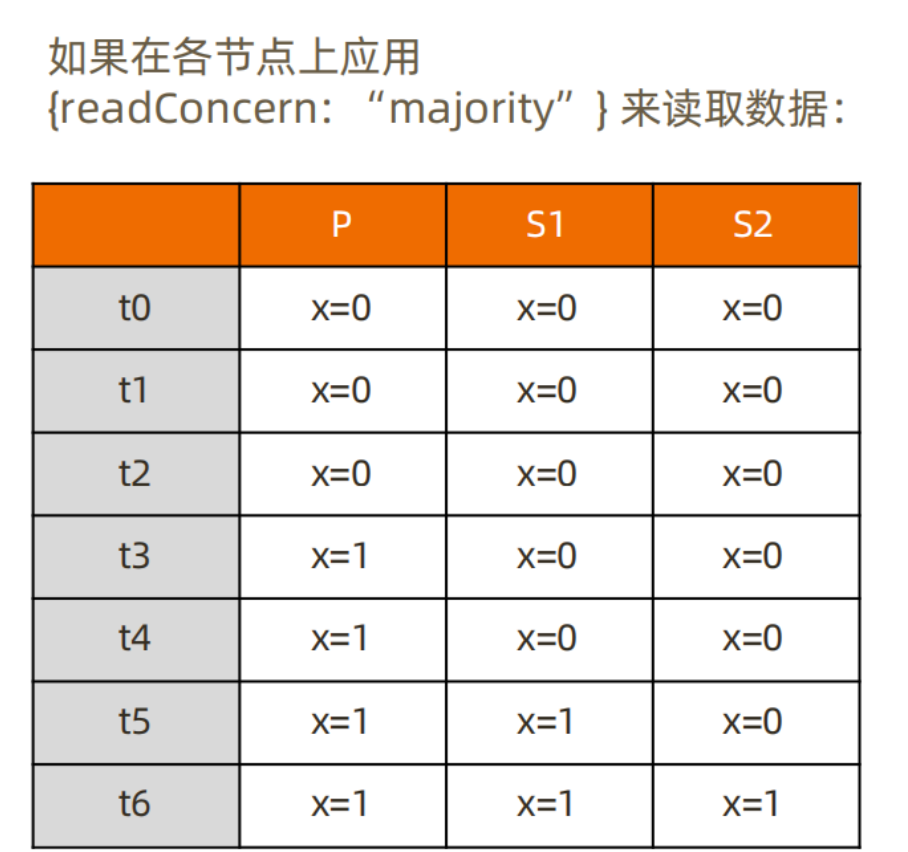 如果在各节点上应用
{readConcern：“majority”} 来读取数据：
P S1 S2
t0 x=0 x=0 x=0
t1 x=0 x=0 x=0
t2 x=0 x=0 x=0
t3 x=1 x=0 x=0
t4 x=1 x=0 x=0
t5 x=1 x=1 x=0
t6 x=1 x=1 x=1